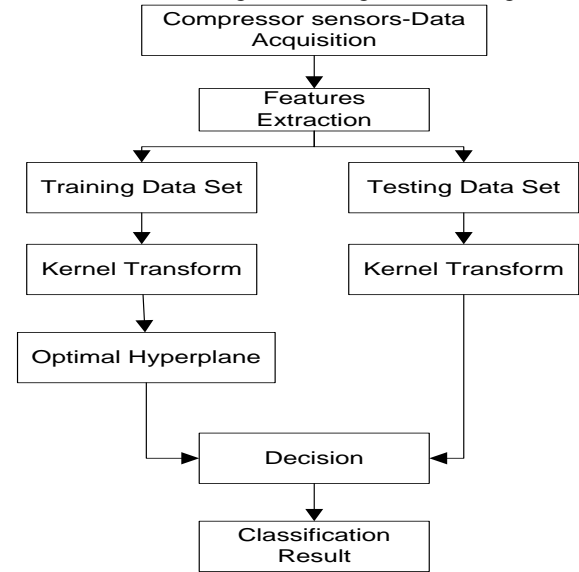 Compressor sensors-Data
Acquisition
Features
Extraction
Training Data Set
Testing Data Set
Kernel Transform
Kernel Transform
Optimal Hyperplane
Decision
Classification
Result